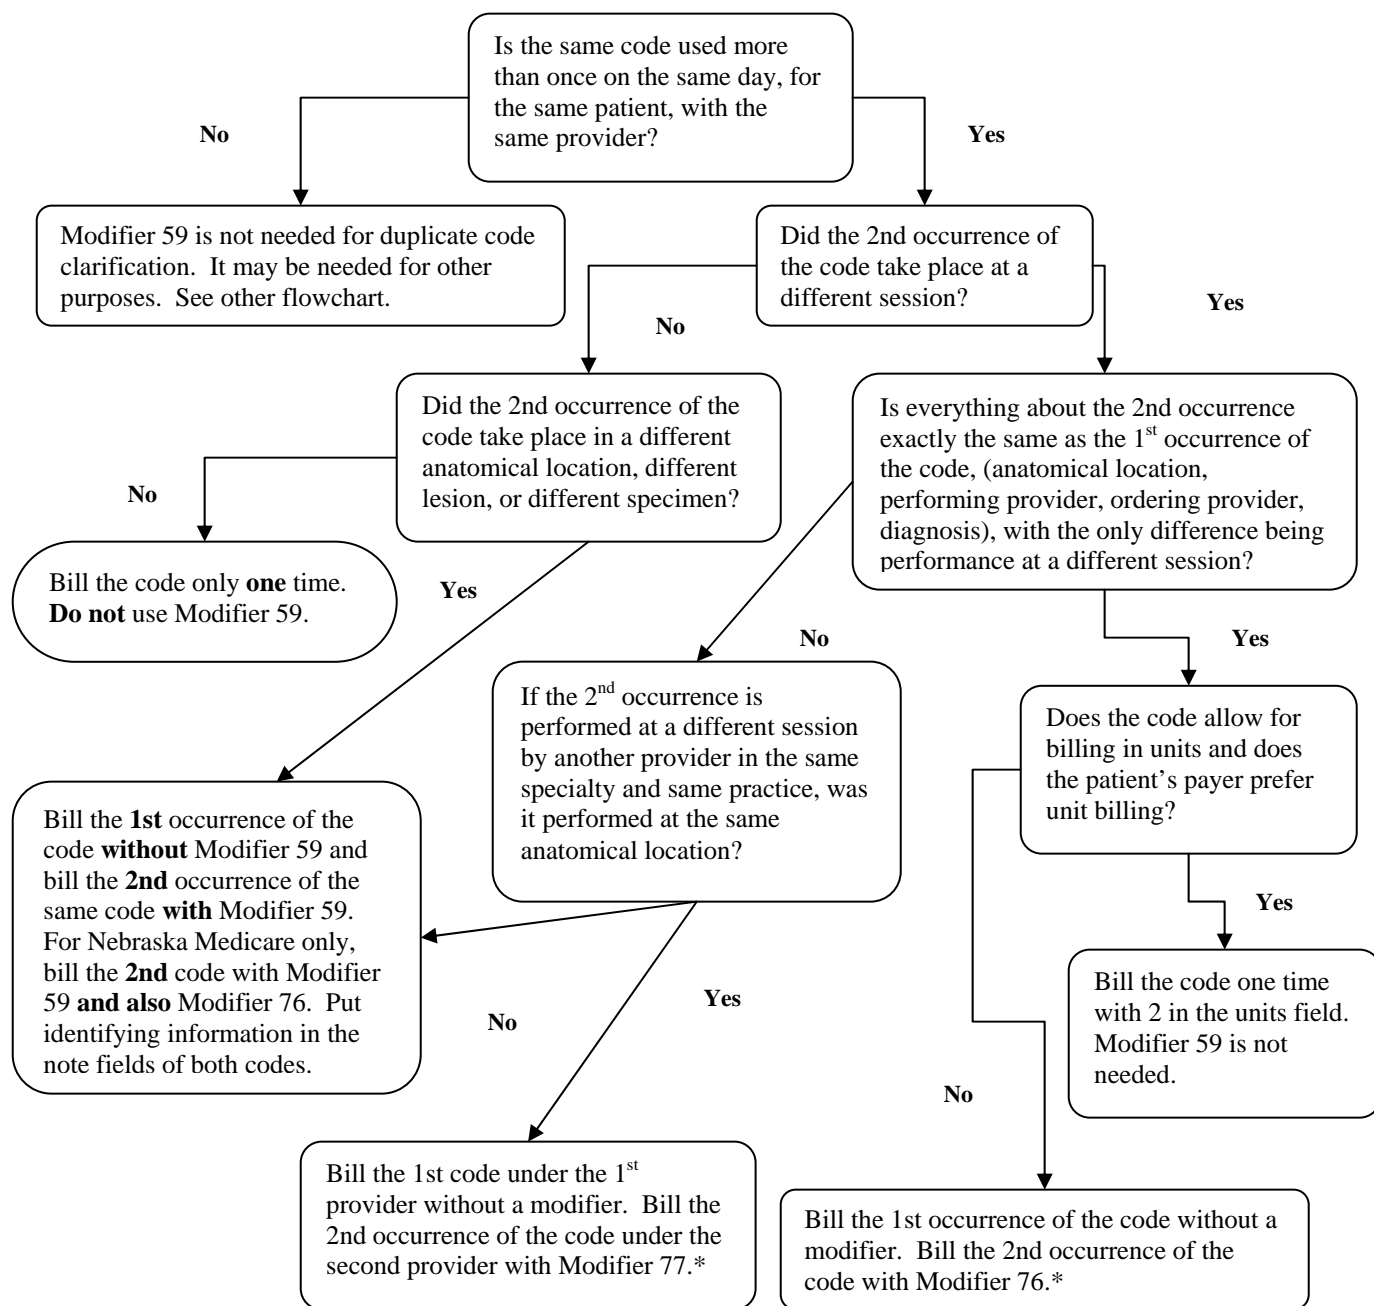 Is the same code used more
than once on the same day, for
the same patient, with the
same provider?
No
Yes
Modifier 59 is not needed for duplicate code
clarification.  It may be needed for other
purposes.  See other flowchart.
Did the 2nd occurrence of
the code take place at a
different session?
No
Yes
Did the 2nd occurrence of the
code take place in a different
anatomical location, different
lesion, or different specimen?
Is everything about the 2nd occurrence
exactly the same as the 1st occurrence of
the code, (anatomical location,
performing provider, ordering provider,
diagnosis), with the only difference being
performance at a different session?
No
Bill the code only one time.
Do not use Modifier 59.
Yes
No
Yes
If the 2nd occurrence is
performed at a different session
by another provider in the same
specialty and same practice, was
it performed at the same
anatomical location?
Does the code allow for
billing in units and does
the patient’s payer prefer
unit billing?
Bill the 1st occurrence of the
code without Modifier 59 and
bill the 2nd occurrence of the
same code with Modifier 59.
For Nebraska Medicare only,
bill the 2nd code with Modifier
59 and also Modifier 76.  Put
identifying information in the
note fields of both codes.
No
Yes
Yes
Bill the code one time
with 2 in the units field.
Modifier 59 is not
needed.
No
Bill the 1st code under the 1st
provider without a modifier.  Bill the
2nd occurrence of the code under the
second provider with Modifier 77.*
Bill the 1st occurrence of the code without a
modifier.  Bill the 2nd occurrence of the
code with Modifier 76.*